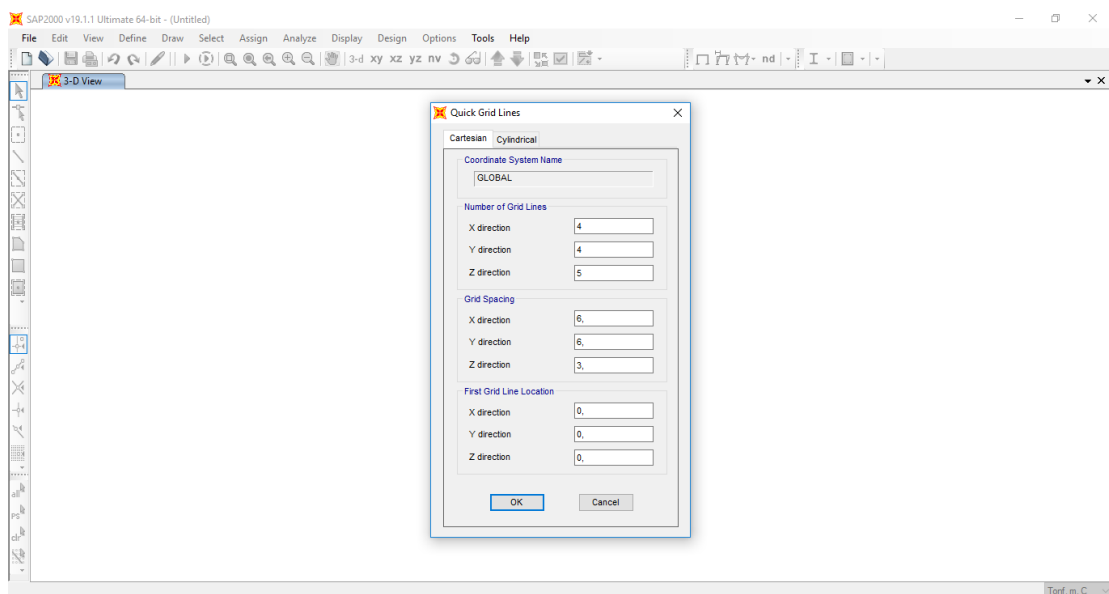 SAP2000 v19.1.1 Ultimate 64-bit - (Untitled)
File Edit View Define Draw Select Assign Analyze Display Design Options Tools Help
3-d xy xz yz nv
nd
3-D View
Quick Grid Lines
Cartesian Cylindrical
Coordinate System Name
GLOBAL
Number of Grid Lines
X direction 4
Y direction 4
Z direction 5
Grid Spacing
X direction 6,
Y direction 6,
Z direction 3,
First Grid Line Location
X direction 0,
Y direction 0,
Z direction 0,
OK Cancel
all
PS
clr
Tonf, m, C